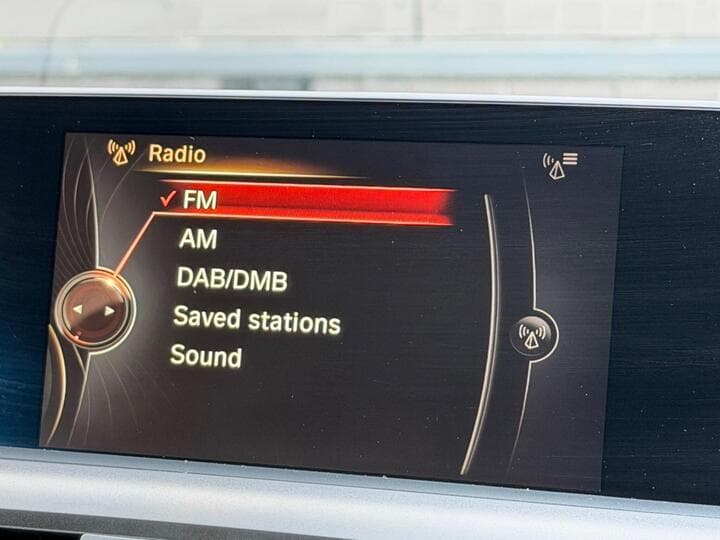 Radio
FM
AM
DAB/DMB
Saved stations
Sound